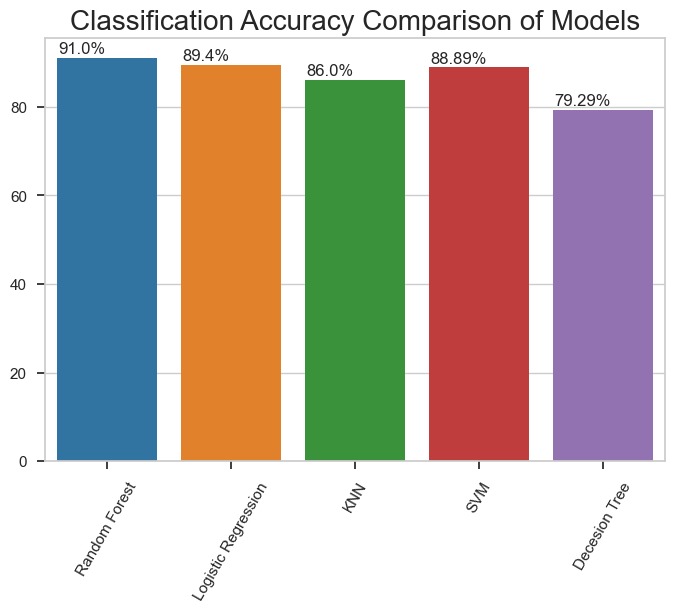 Classification Accuracy Comparison of Models
91.0%
89.4%
86.0%
88.89%
79.29%
80
60
40
20
0
Random Forest
Logistic Regression
KNN
SVM
Decesion Tree